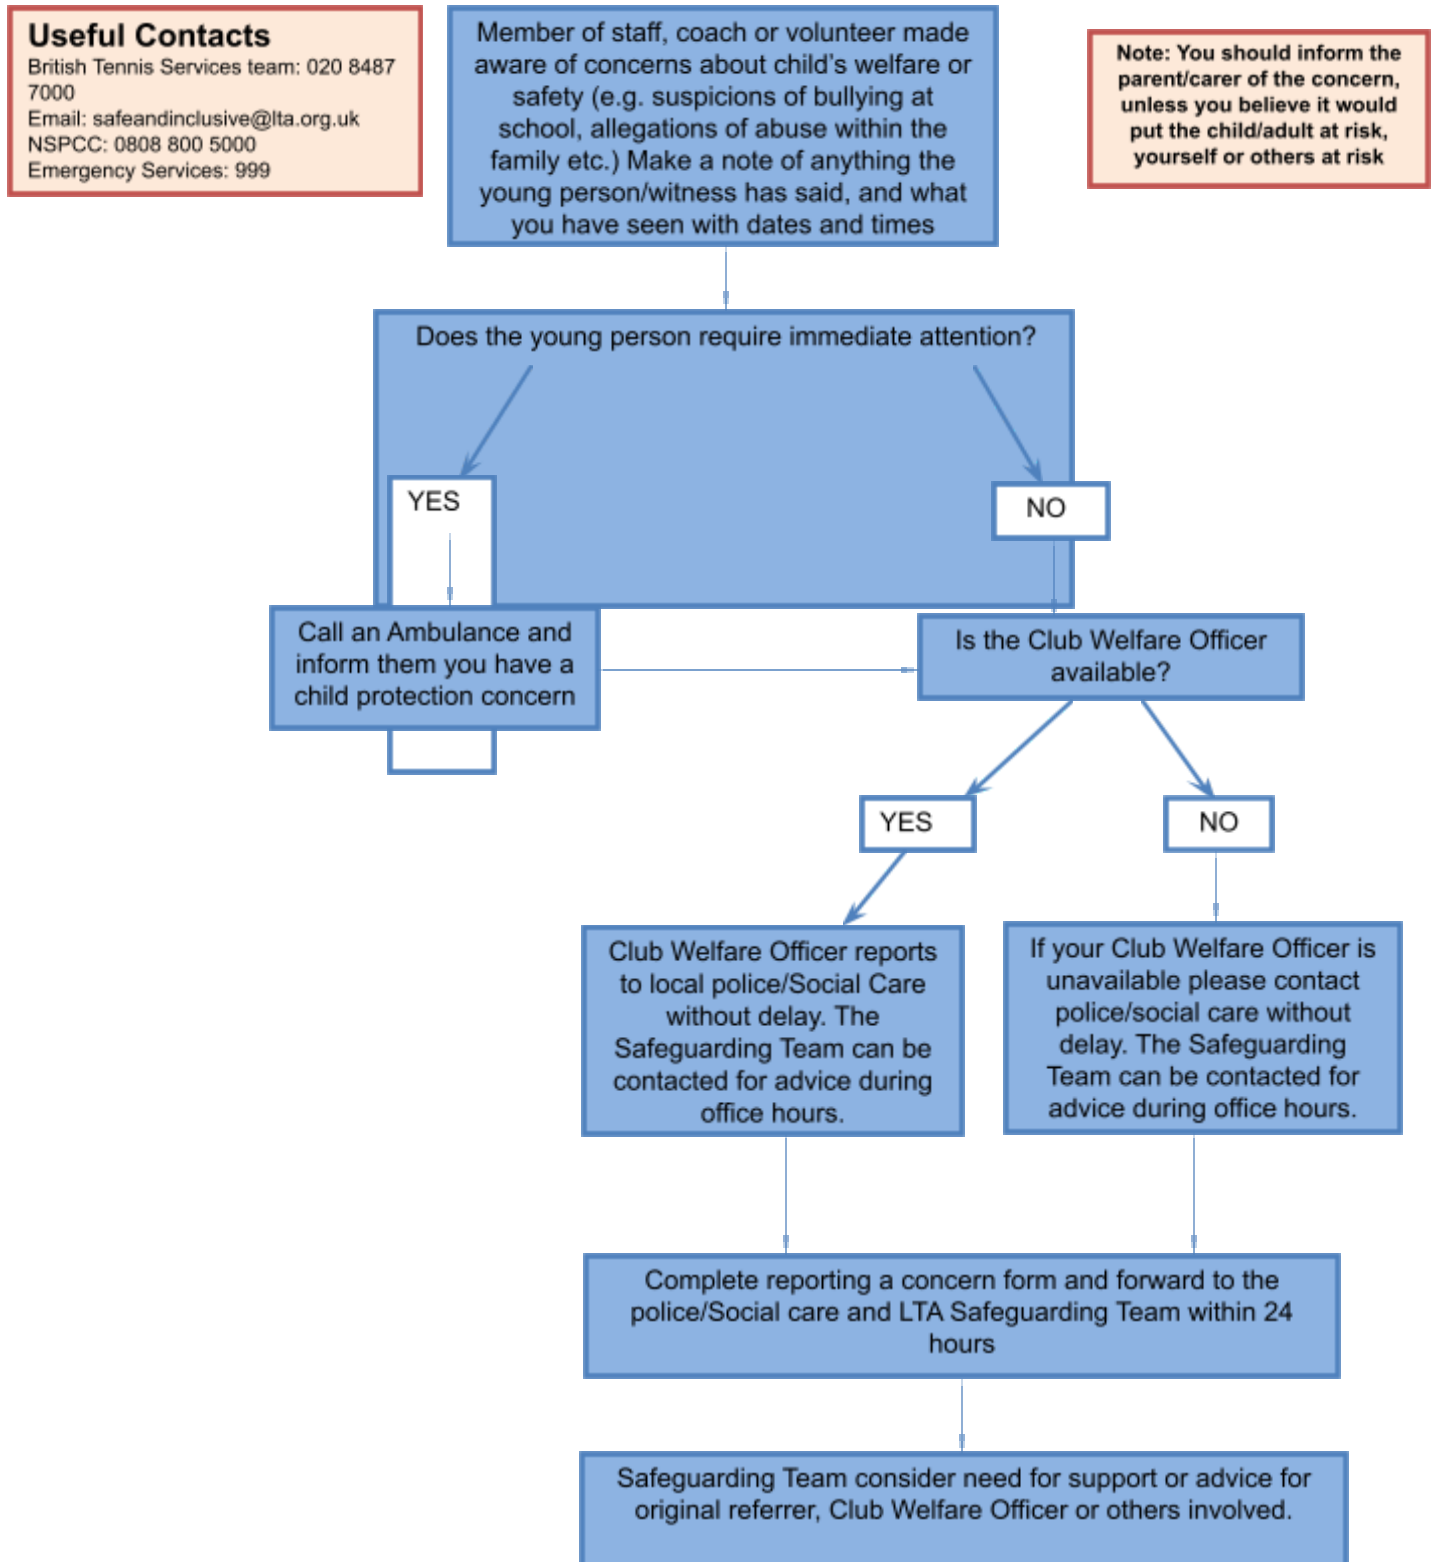 Useful Contacts
British Tennis Services team: 020 8487
7000
Email: safeandinclusive@lta.org.uk
NSPCC: 0808 800 5000
Emergency Services: 999
Member of staff, coach or volunteer made
aware of concerns about child's welfare or
safety (e.g. suspicions of bullying at
school, allegations of abuse within the
family etc.) Make a note of anything the
young person/witness has said, and what
you have seen with dates and times
Note: You should inform the
parent/carer of the concern,
unless you believe it would
put the child/adult at risk,
yourself or others at risk
Does the young person require immediate attention?
YES
NO
Call an Ambulance and
inform them you have a
child protection concern
Is the Club Welfare Officer
available?
YES
NO
Club Welfare Officer reports
to local police/Social Care
without delay. The
Safeguarding Team can be
contacted for advice during
office hours.
If your Club Welfare Officer is
unavailable please contact
police/social care without
delay. The Safeguarding
Team can be contacted for
advice during office hours.
Complete reporting a concern form and forward to the
police/Social care and LTA Safeguarding Team within 24
hours
Safeguarding Team consider need for support or advice for
original referrer, Club Welfare Officer or others involved.